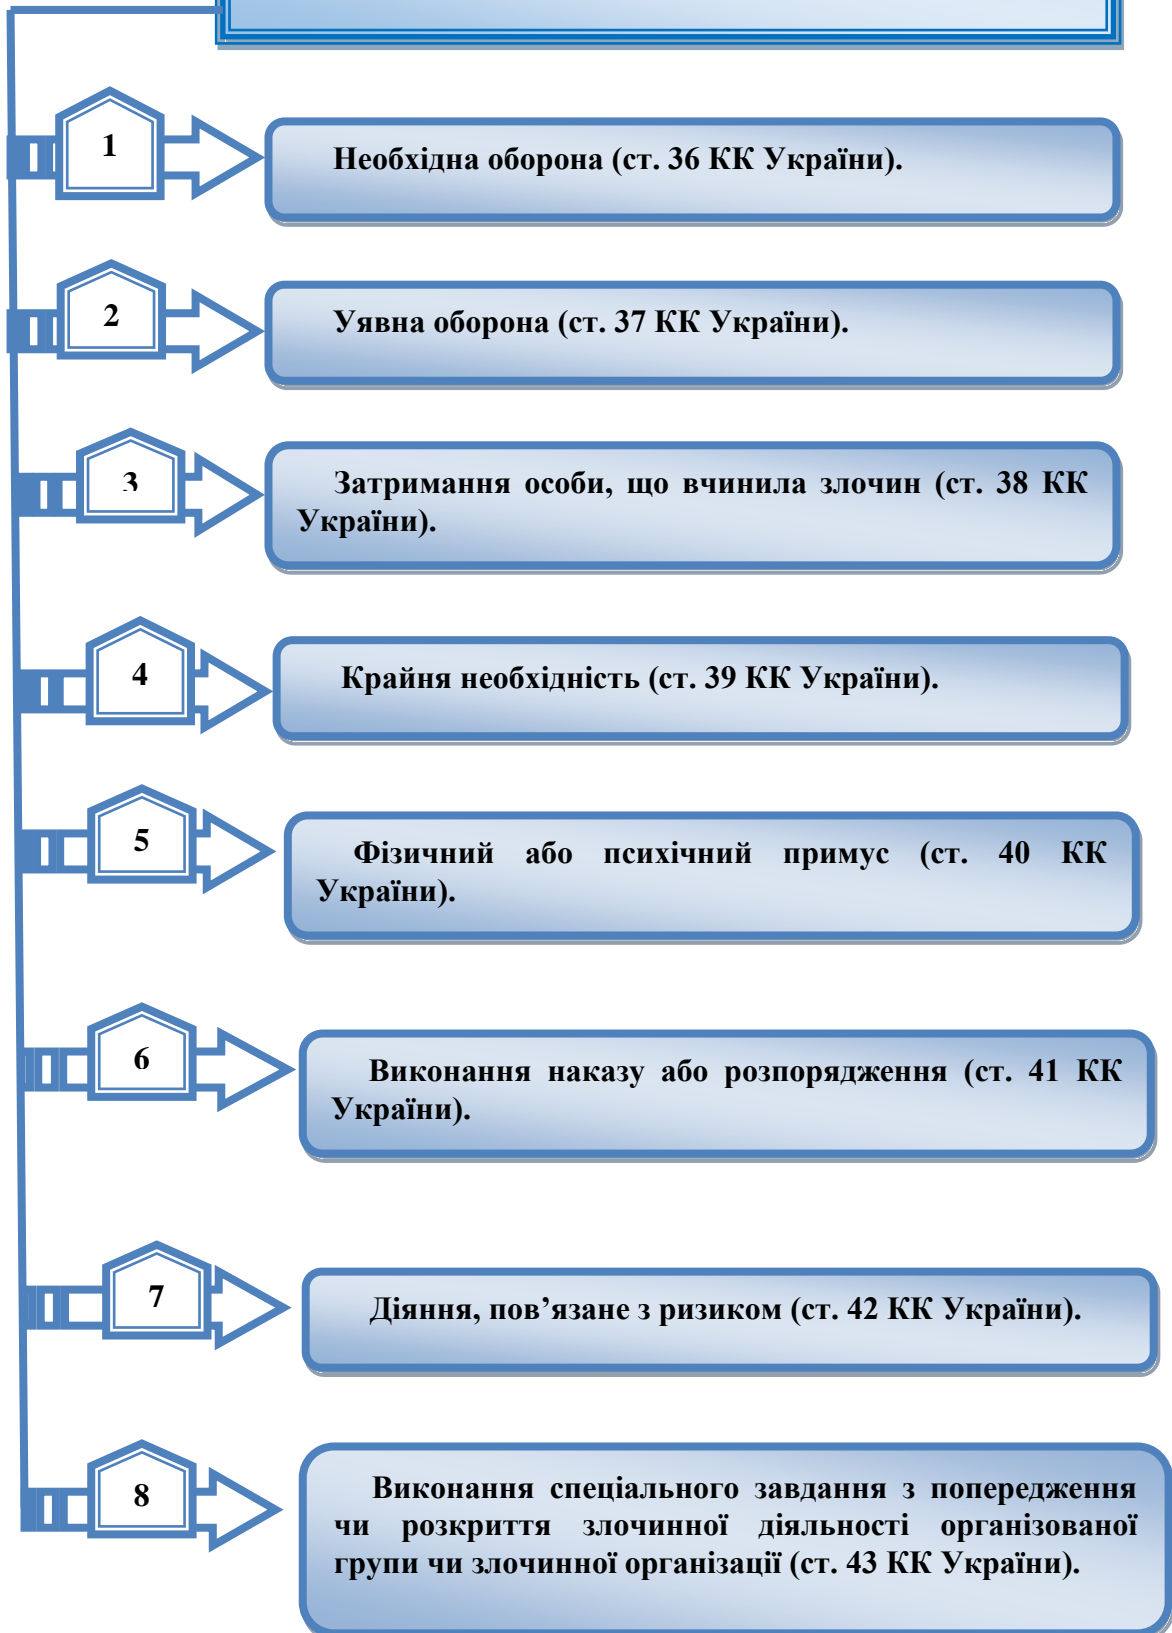 1
Необхідна оборона (ст. 36 КК України).
2
Уявна оборона (ст. 37 КК України).
3
Затримання особи, що вчинила злочин (ст. 38 КК
України).
4
Крайня необхідність (ст. 39 КК України).
5
Фізичний або психічний примус (ст. 40 КК
України).
6
Виконання наказу або розпорядження (ст. 41 КК
України).
7
Діяння, пов’язане з ризиком (ст. 42 КК України).
8
Виконання спеціального завдання з попередження
чи розкриття злочинної діяльності організованої
групи чи злочинної організації (ст. 43 КК України).